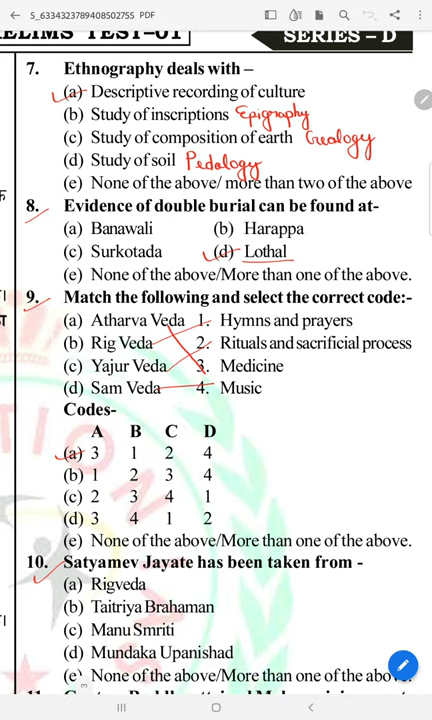 5_6334323789408502755 PDF
ELIMS TEST-01
SERIES – D
7. Ethnography deals with –
(a) Descriptive recording of culture
(b) Study of inscriptions Epigraphy
(c) Study of composition of earth Geology
(d) Study of soil Pedology
(e) None of the above/ more than two of the above
8. Evidence of double burial can be found at-
(a) Banawali (b) Harappa
(c) Surkotada (d) Lothal
(e) None of the above/More than one of the above.
9. Match the following and select the correct code:-
(a) Atharva Veda 1. Hymns and prayers
(b) Rig Veda 2. Rituals and sacrificial process
(c) Yajur Veda 3. Medicine
(d) Sam Veda 4. Music
Codes-
A B C D
(a) 3 1 2 4
(b) 1 2 3 4
(c) 2 3 4 1
(d) 3 4 1 2
(e) None of the above/More than one of the above.
10. Satyamev Jayate has been taken from -
(a) Rigveda
(b) Taitriya Brahaman
(c) Manu Smriti
(d) Mundaka Upanishad
(e) None of the above/More than one of the above.